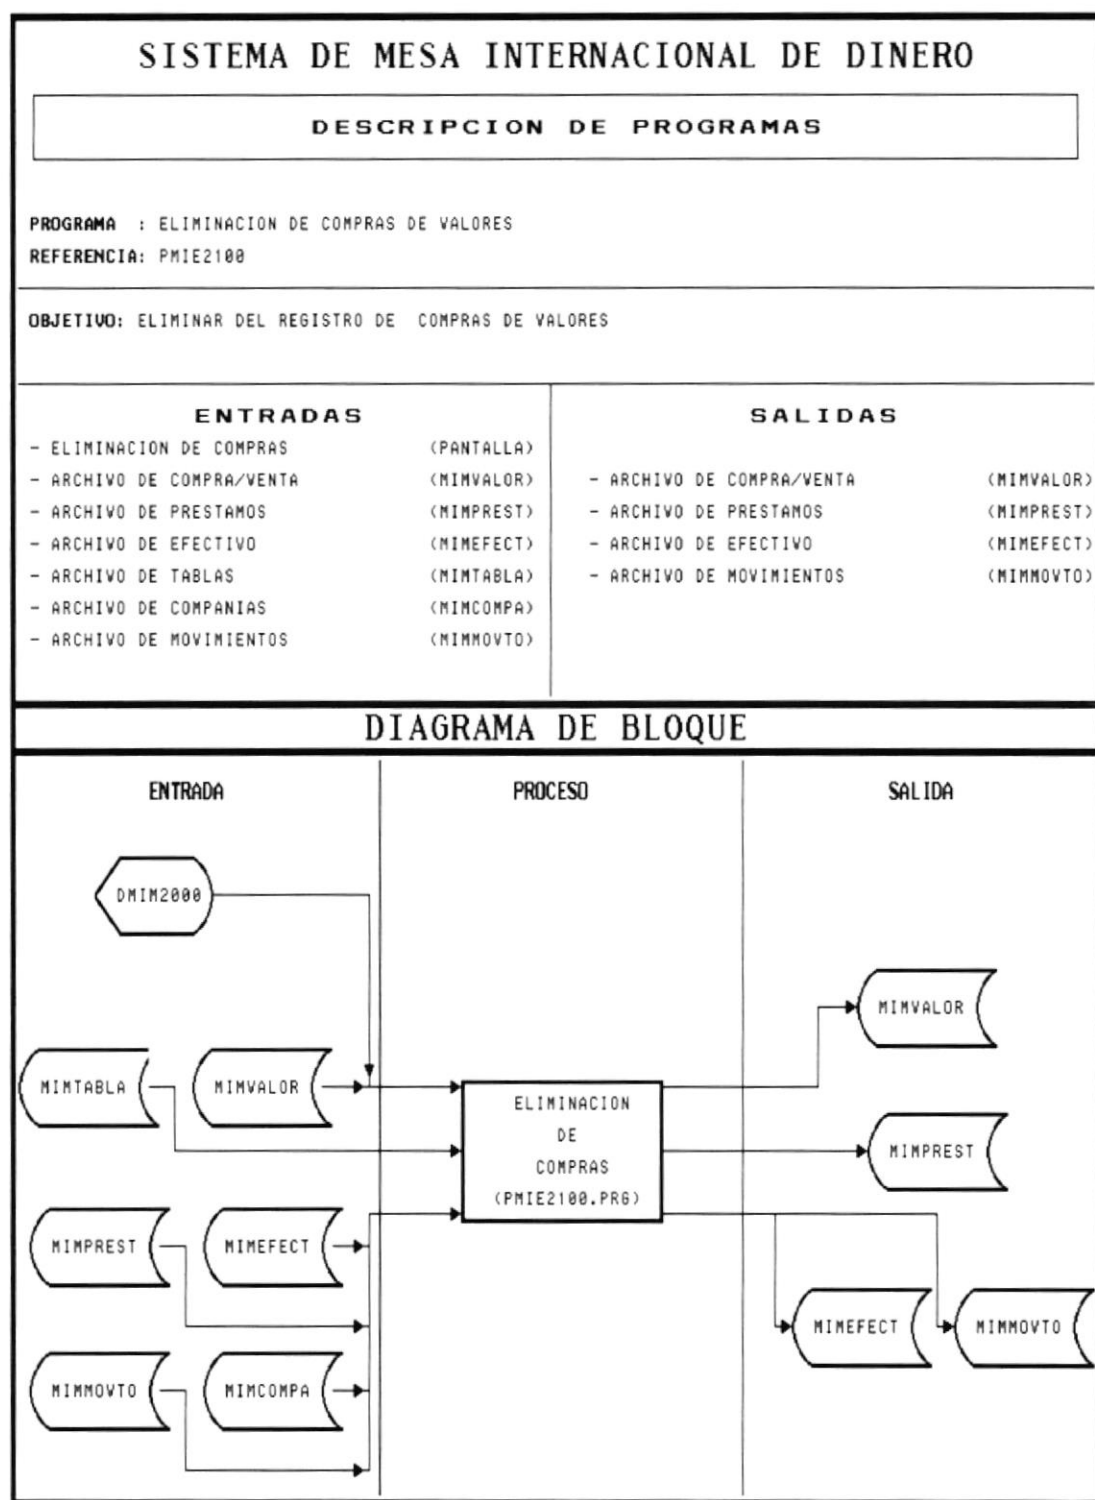 SISTEMA DE MESA INTERNACIONAL DE DINERO
DESCRIPCION DE PROGRAMAS
PROGRAMA : ELIMINACION DE COMPRAS DE VALORES
REFERENCIA: PMIE2100
OBJETIVO: ELIMINAR DEL REGISTRO DE COMPRAS DE VALORES
ENTRADAS
- ELIMINACION DE COMPRAS (PANTALLA)
- ARCHIVO DE COMPRA/VENTA (MIMVALOR)
- ARCHIVO DE PRESTAMOS (MIMPREST)
- ARCHIVO DE EFECTIVO (MIMEFECT)
- ARCHIVO DE TABLAS (MIMTABLA)
- ARCHIVO DE COMPANIAS (MIMCOMPA)
- ARCHIVO DE MOVIMIENTOS (MIMMOVTO)
SALIDAS
- ARCHIVO DE COMPRA/VENTA (MIMVALOR)
- ARCHIVO DE PRESTAMOS (MIMPREST)
- ARCHIVO DE EFECTIVO (MIMEFECT)
- ARCHIVO DE MOVIMIENTOS (MIMMOVTO)
DIAGRAMA DE BLOQUE
ENTRADA
PROCESO
SALIDA
DMIM2000
MIMTABLA
MIMVALOR
MIMPREST
MIMEFECT
MIMMOVTO
MIMCOMPA
ELIMINACION
DE
COMPRAS
(PMIE2100.PRG)
MIMVALOR
MIMPREST
MIMEFECT
MIMMOVTO